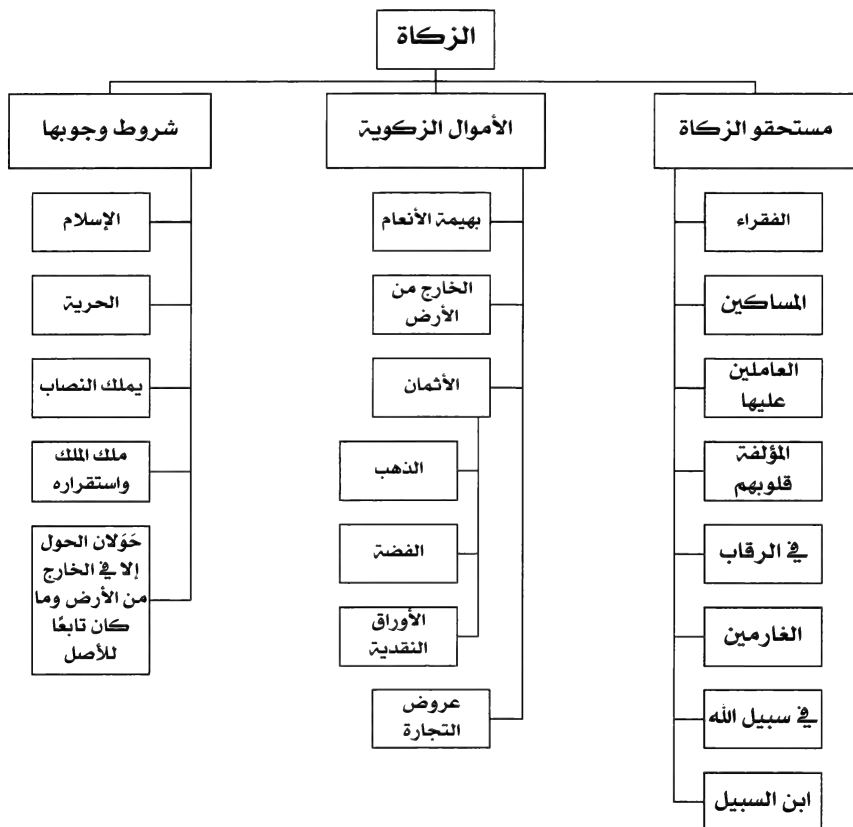 الزكاة
مستحقو الزكاة
الفقراء
المساكين
العاملين
عليها
المؤلفة
قلوبهم
في الرقاب
الغارمين
في سبيل الله
ابن السبيل
الأموال الزكوية
بهيمة الأنعام
الخارج من
الأرض
الأثمان
الذهب
الفضة
الأوراق
النقدية
عروض
التجارة
شروط وجوبها
الإسلام
الحرية
يملك النصاب
ملك الملك
واستقراره
حَوَلان الحول
إلا في الخارج
من الأرض وما
كان تابعًا
للأصل